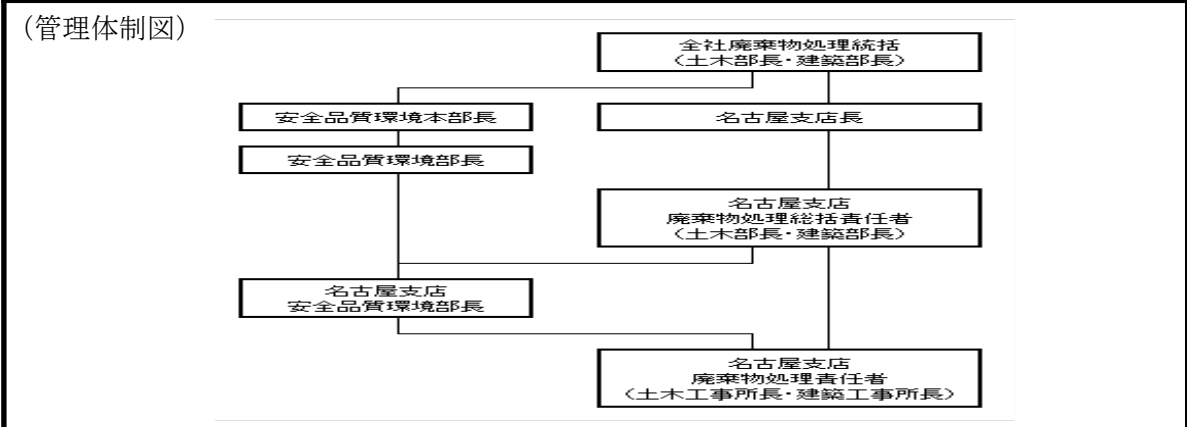 （管理体制図）
全社廃棄物処理統括
（土木部長・建築部長）
安全品質環境本部長
名古屋支店長
安全品質環境部長
名古屋支店
廃棄物処理総括責任者
（土木部長・建築部長）
名古屋支店
安全品質環境部長
名古屋支店
廃棄物処理責任者
（土木工事所長・建築工事所長）